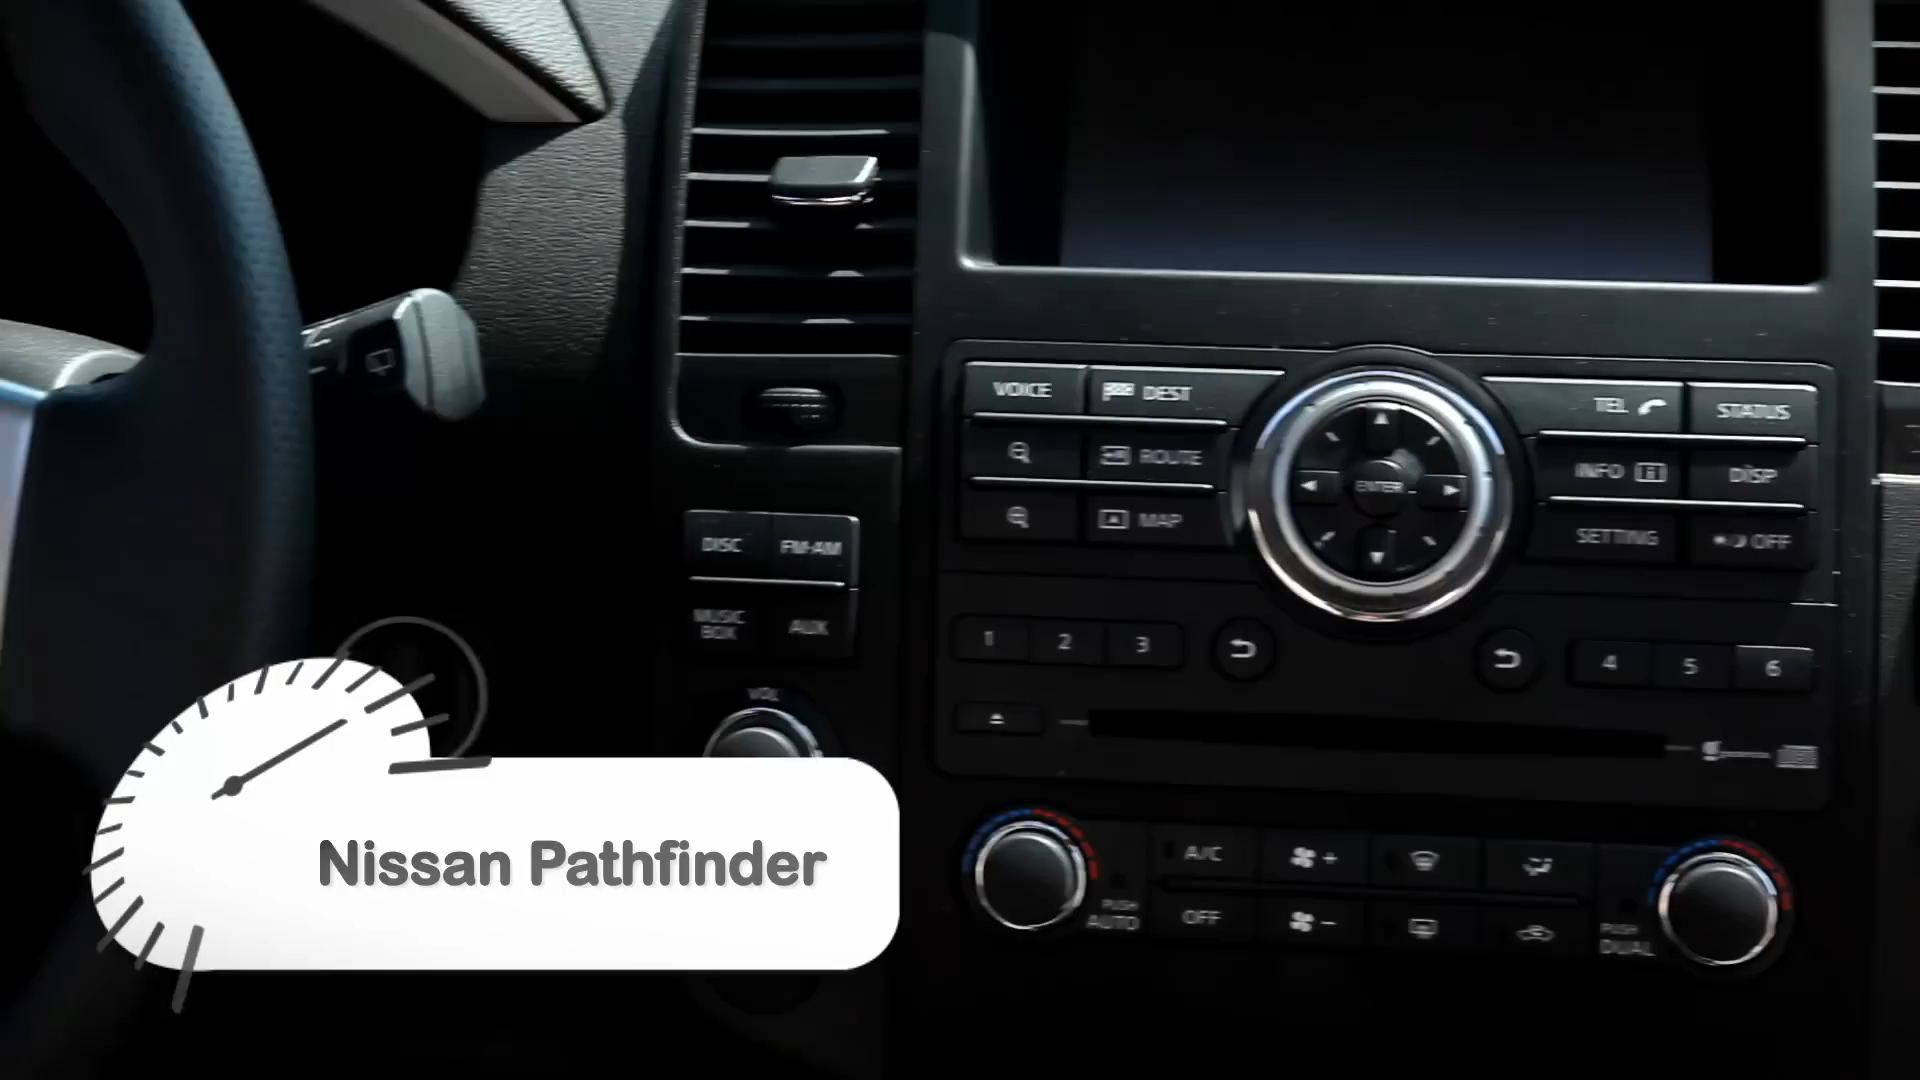 VOICE
DEST
TEL
STATUS
ROUTE
INFO
DISP
MAP
SETTING
OFF
ENTER
DISC
FM·AM
MUSIC
BOX
AUX
VOL
1
2
3
4
5
6
A/C
+
PUSH
AUTO
OFF
-
PUSH
DUAL
Nissan Pathfinder